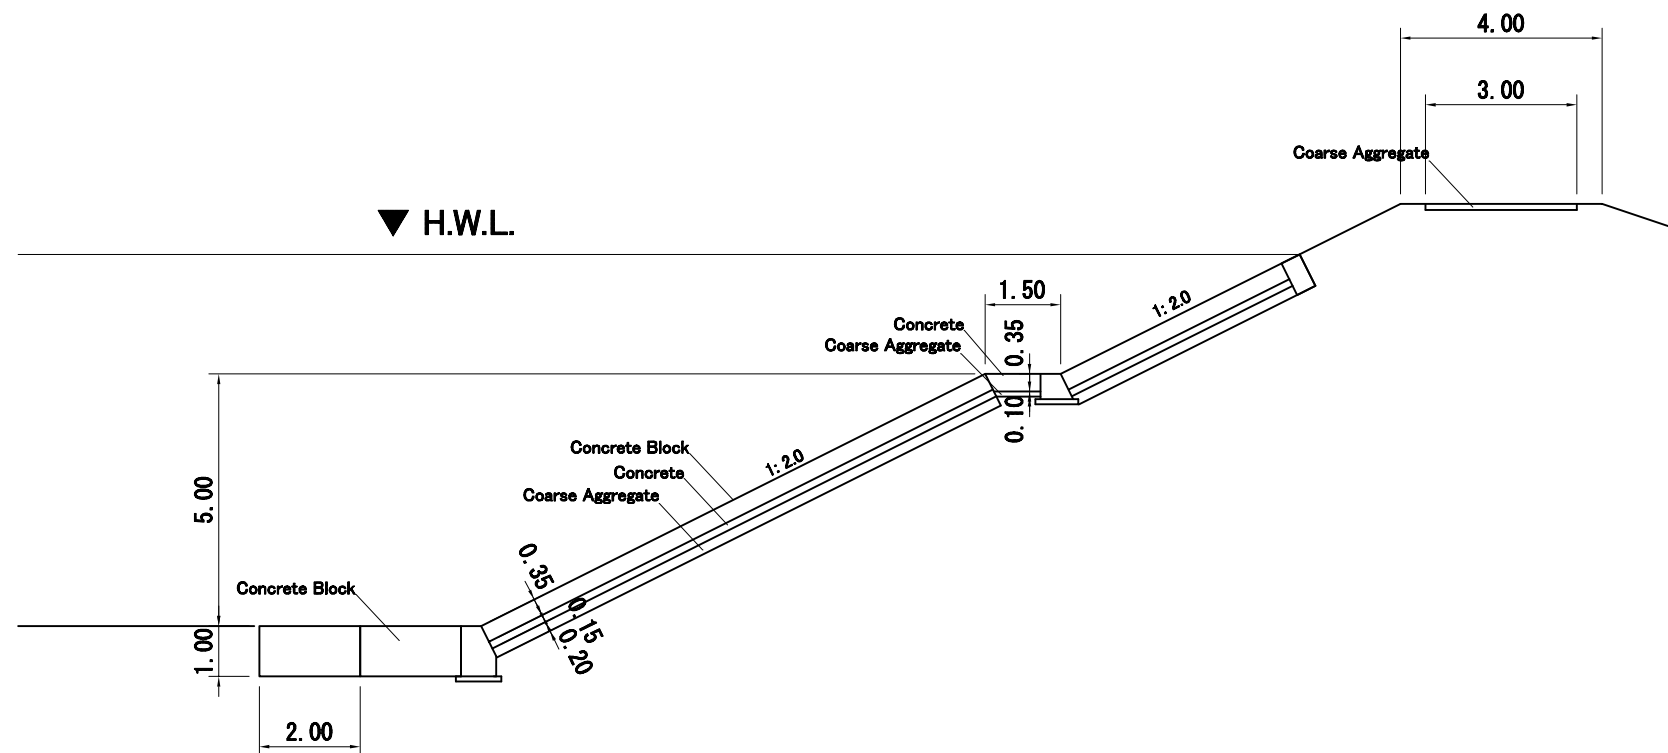 4.00
3.00
Coarse Aggregate
H.W.L.
1.50
1: 2.0
Concrete
0.35
Coarse Aggregate
0.10
Concrete Block
1: 2.0
Concrete
Coarse Aggregate
5.00
0.35
Concrete Block
0.15
0.20
1.00
2.00